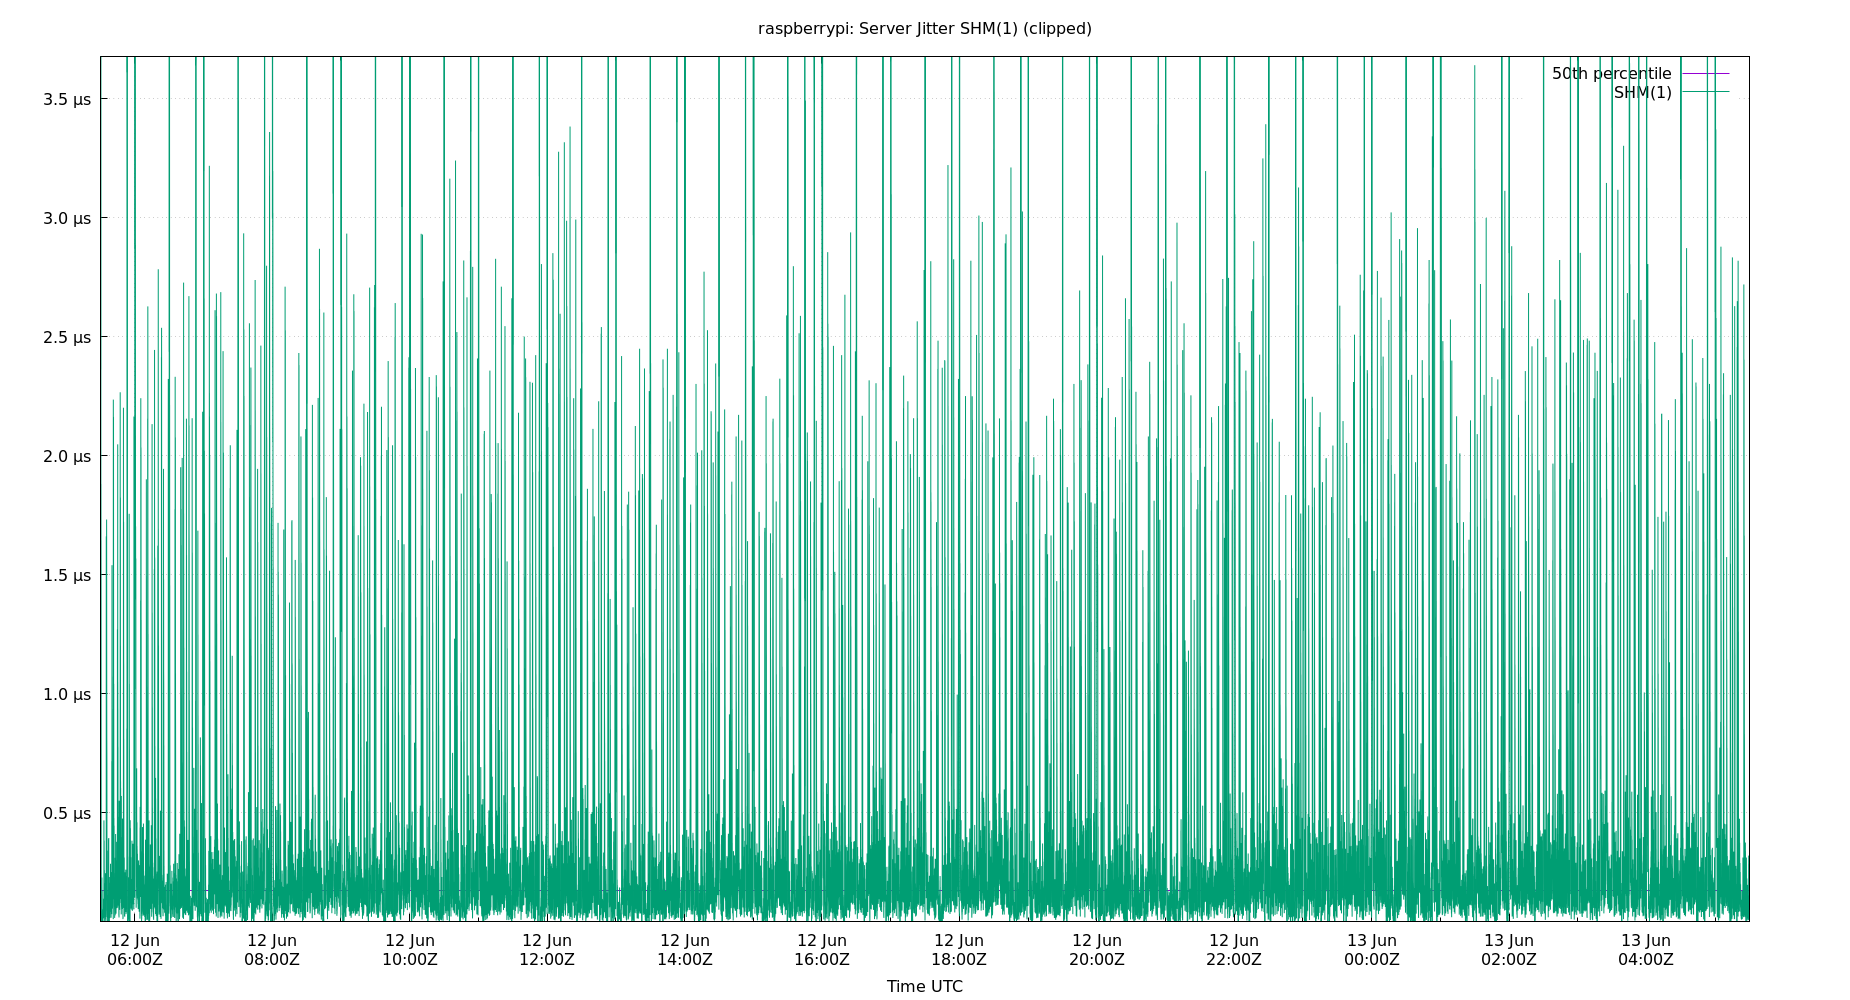 raspberrypi: Server Jitter SHM(1) (clipped)
50th percentile
SHM(1)
3.5 µs
3.0 µs
2.5 µs
2.0 µs
1.5 µs
1.0 µs
0.5 µs
12 Jun 12 Jun 12 Jun 12 Jun 12 Jun 12 Jun 12 Jun 12 Jun 12 Jun 13 Jun 13 Jun 13 Jun
06:00Z 08:00Z 10:00Z 12:00Z 14:00Z 16:00Z 18:00Z 20:00Z 22:00Z 00:00Z 02:00Z 04:00Z
Time UTC